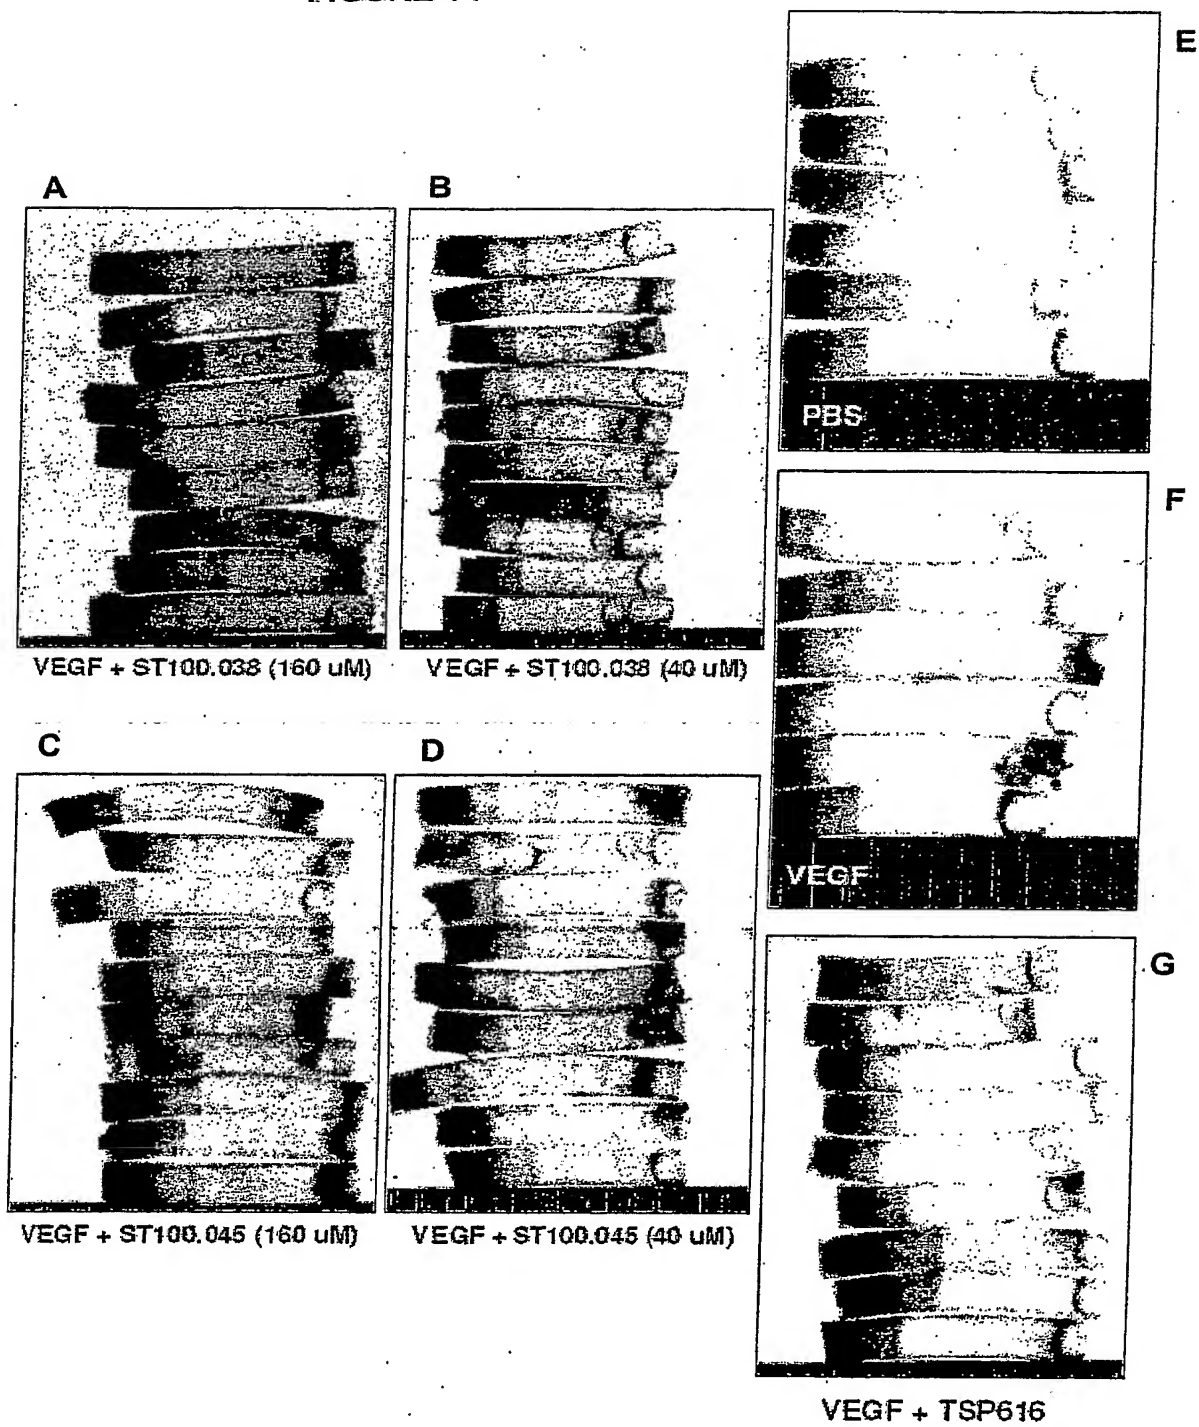 E
A
B
PBS
F
VEGF + ST100.038 (160 uM)
VEGF + ST100.038 (40 uM)
C
D
VEGF
G
VEGF + ST100.045 (160 uM)
VEGF + ST100.045 (40 uM)
VEGF + TSP616